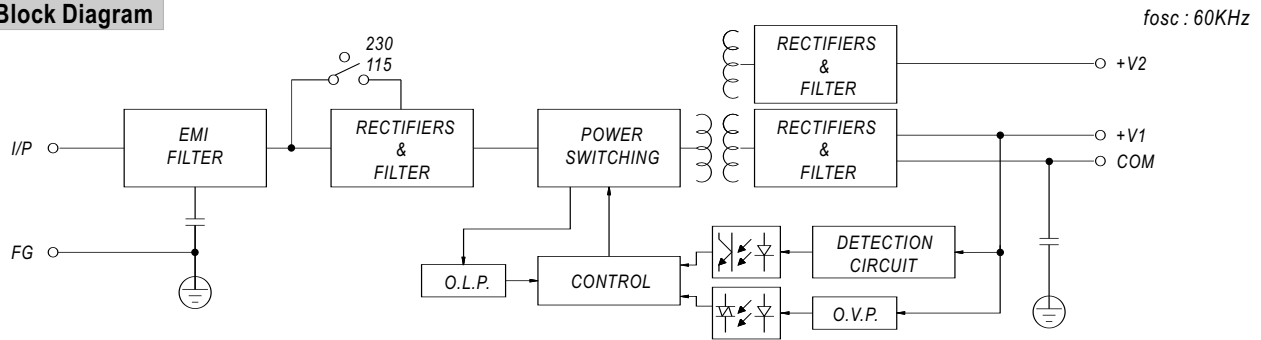 Block Diagram
fosc : 60KHz
230
115
I/P
EMI
FILTER
RECTIFIERS
&
FILTER
POWER
SWITCHING
RECTIFIERS
&
FILTER
+V2
RECTIFIERS
&
FILTER
+V1
COM
FG
O.L.P.
CONTROL
DETECTION
CIRCUIT
O.V.P.